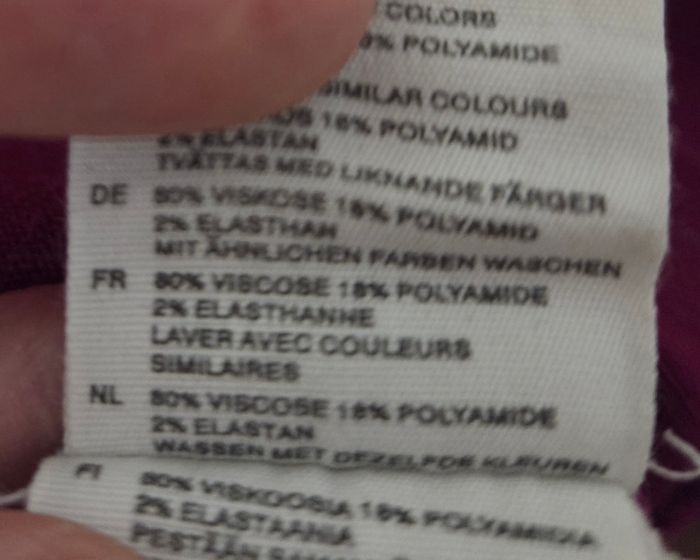 COLORS
8% POLYAMIDE
SIMILAR COLOURS
18% POLYAMID
2% ELASTAN
TVÄTTAS MED LIKNANDE FÄRGER
DE 80% VISKOSE 18% POLYAMID
2% ELASTHAN
MIT ÄHNLICHEN FARBEN WASCHEN
FR 80% VISCOSE 18% POLYAMIDE
2% ELASTHANNE
LAVER AVEC COULEURS
SIMILAIRES
NL 80% VISCOSE 18% POLYAMIDE
2% ELASTAN
WASSEN MET DEZELFDE KLEUREN
FI 80% VISKOOSIA 18% POLYAMIDIA
2% ELASTAANIA
PESTÄÄN